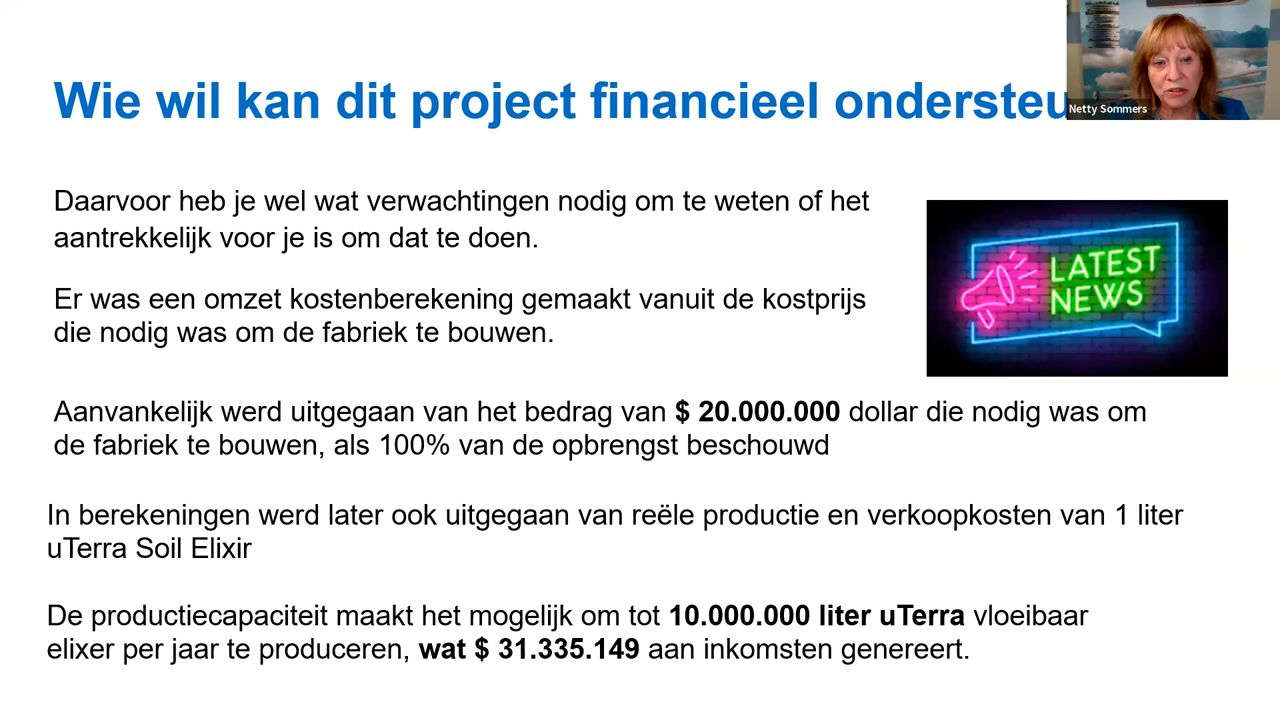 Wie wil kan dit project financieel ondersteu
Netty Sommers
Daarvoor heb je wel wat verwachtingen nodig om te weten of het
aantrekkelijk voor je is om dat te doen.
LATEST
NEWS
Er was een omzet kostenberekening gemaakt vanuit de kostprijs
die nodig was om de fabriek te bouwen.
Aanvankelijk werd uitgegaan van het bedrag van $ 20.000.000 dollar die nodig was om
de fabriek te bouwen, als 100% van de opbrengst beschouwd
In berekeningen werd later ook uitgegaan van reële productie en verkoopkosten van 1 liter
uTerra Soil Elixir
De productiecapaciteit maakt het mogelijk om tot 10.000.000 liter uTerra vloeibaar
elixer per jaar te produceren, wat $ 31.335.149 aan inkomsten genereert.